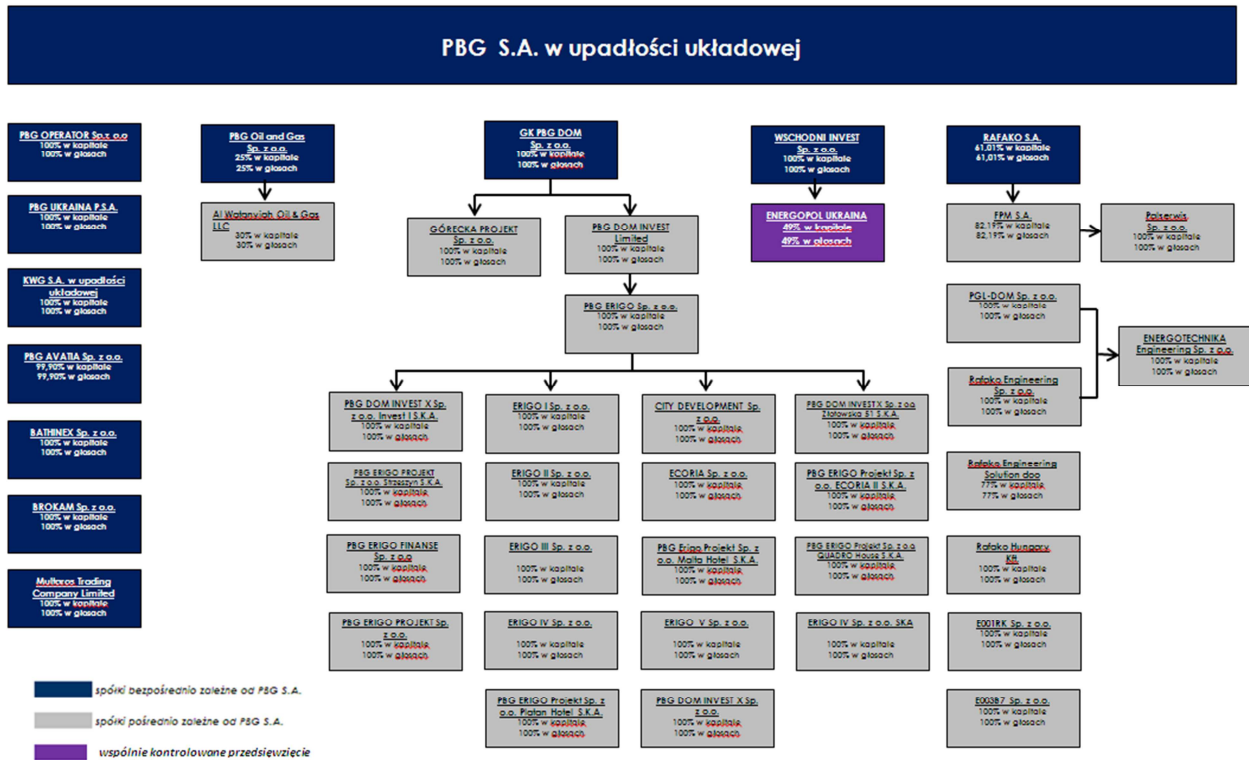 PBG S.A. w upadłości układowej
PBG OPERATOR Sp.z o.o
100% w kapitale
100% w głosach
PBG UKRAINA P.S.A.
100% w kapitale
100% w głosach
KWG S.A. w upadłości
układowej
100% w kapitale
100% w głosach
PBG AVATIA Sp. z o.o.
99,90% w kapitale
99,90% w głosach
BATHINEX Sp. z o.o.
100% w kapitale
100% w głosach
BROKAM Sp. z o.o.
100% w kapitale
100% w głosach
Multaros Trading
Company Limited
100% w kapitale
100% w głosach
PBG Oil and Gas
Sp. z o.o.
25% w kapitale
25% w głosach
Al Watanyiah Oil & Gas
LLC
30% w kapitale
30% w głosach
GK PBG DOM
Sp. z o.o.
100% w kapitale
100% w głosach
GÓRECKA PROJEKT
Sp. z o.o.
100% w kapitale
100% w głosach
PBG DOM INVEST
Limited
100% w kapitale
100% w głosach
PBG ERIGO Sp. z o.o.
100% w kapitale
100% w głosach
PBG DOM INVEST X Sp.
z o.o. Invest I S.K.A.
100% w kapitale
100% w głosach
ERIGO I Sp. z o.o.
100% w kapitale
100% w głosach
CITY DEVELOPMENT Sp.
z o.o.
100% w kapitale
100% w głosach
PBG DOM INVEST X Sp. z o.o.
Złotowska 51 S.K.A.
100% w kapitale
100% w głosach
PBG ERIGO PROJEKT
Sp. z o.o. Strzeszyn S.K.A.
100% w kapitale
100% w głosach
ERIGO II Sp. z o.o.
100% w kapitale
100% w głosach
ECORIA Sp. z o.o.
100% w kapitale
100% w głosach
PBG ERIGO Projekt Sp. z
o.o. ECORIA II S.K.A.
100% w kapitale
100% w głosach
PBG ERIGO FINANSE
Sp. z o.o
100% w kapitale
100% w głosach
ERIGO III Sp. z o.o.
100% w kapitale
100% w głosach
PBG Erigo Projekt Sp. z
o.o. Malta Hotel S.K.A.
100% w kapitale
100% w głosach
PBG ERIGO Projekt Sp. z o.o
QUADRO House S.K.A.
100% w kapitale
100% w głosach
PBG ERIGO PROJEKT Sp.
z o.o.
100% w kapitale
100% w głosach
ERIGO IV Sp. z o.o.
100% w kapitale
100% w głosach
ERIGO V Sp. z o.o.
100% w kapitale
100% w głosach
ERIGO IV Sp. z o.o. SKA
100% w kapitale
100% w głosach
PBG ERIGO Projekt Sp. z
o.o. Platan Hotel S.K.A.
100% w kapitale
100% w głosach
PBG DOM INVEST X Sp.
z o.o.
100% w kapitale
100% w głosach
WSCHODNI INVEST
Sp. z o.o.
100% w kapitale
100% w głosach
ENERGOPOL UKRAINA
49% w kapitale
49% w głosach
RAFAKO S.A.
61,01% w kapitale
61,01% w głosach
FPM S.A.
82,19% w kapitale
82,19% w głosach
Palserwis
Sp. z o.o.
100% w kapitale
100% w głosach
PGL-DOM Sp. z o.o.
100% w kapitale
100% w głosach
ENERGOTECHNIKA
Engineering Sp. z o.o.
100% w kapitale
100% w głosach
Rafako Engineering
Sp. z o.o.
100% w kapitale
100% w głosach
Rafako Engineering
Solution doo
77% w kapitale
77% w głosach
Rafako Hungary
Kft.
100% w kapitale
100% w głosach
E001RK Sp. z o.o.
100% w kapitale
100% w głosach
E003B7 Sp. z o.o.
100% w kapitale
100% w głosach
spółki bezpośrednio zależne od PBG S.A.
spółki pośrednio zależne od PBG S.A.
wspólnie kontrolowane przedsięwzięcie